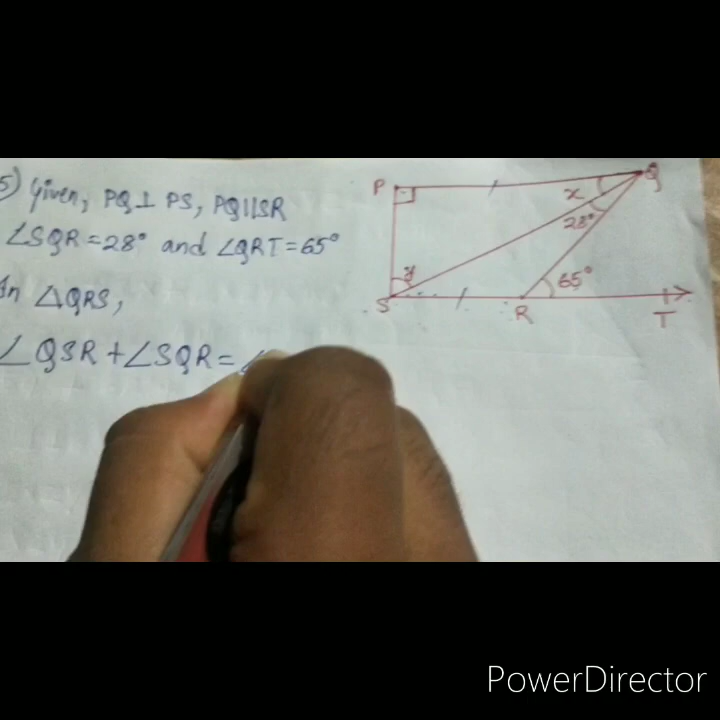 5) Given, PQ ⊥ PS, PQ||SR
∠SQR = 28° and ∠QRT = 65°
In △QRS,
∠QSR + ∠SQR = ∠
P
Q
x
28°
y
65°
S
R
T
PowerDirector